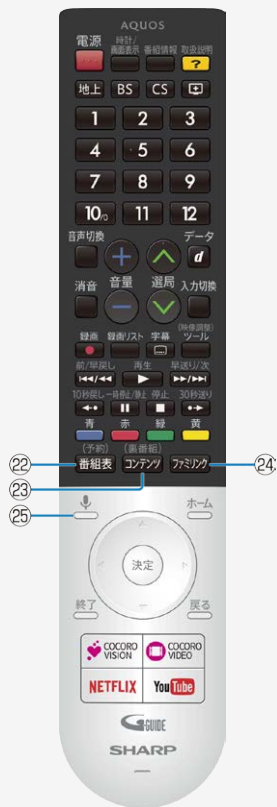 AQUOS
電源 時計/画面表示 番組情報 取扱説明
?
地上 BS CS
1 2 3
4 5 6
7 8 9
10/0 11 12
音声切換 データ
+ d
消音 音量 選局 入力切換
−
(映像調整)
録画 録画リスト 字幕 ツール
前/早戻し 再生 早送り/次
10秒戻し 一時停止/静止 停止 30秒送り
青 赤 緑 黄
(予約) (裏番組)
22 番組表 コンテンツ ファミリンク 24
23
25 ホーム
決定
終了 戻る
COCORO VISION COCORO VIDEO
NETFLIX YouTube
G GUIDE
SHARP